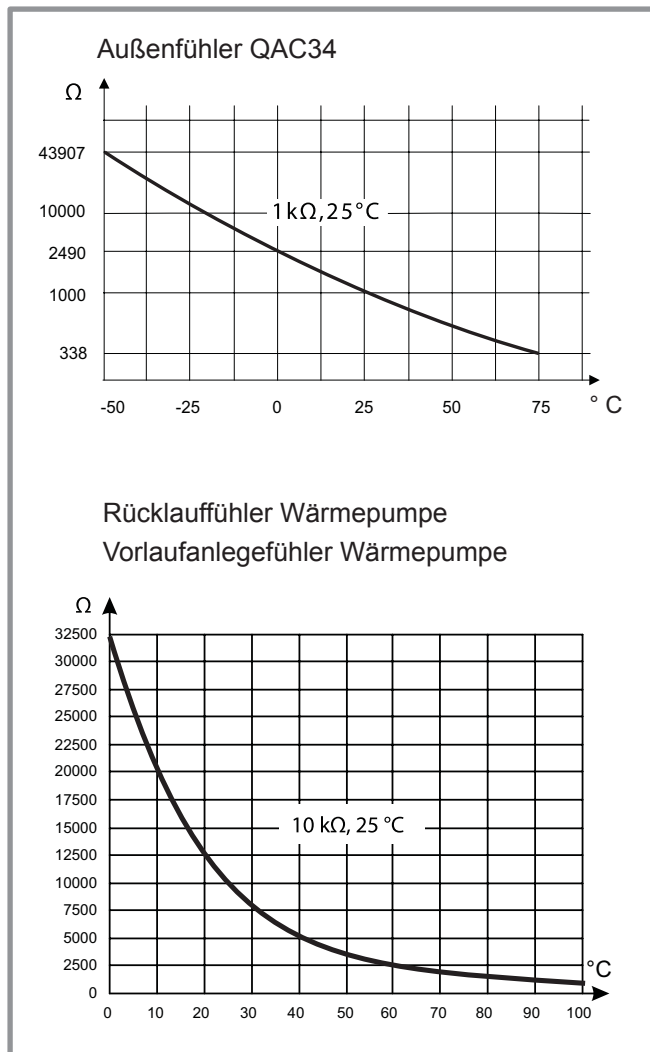 Außenfühler QAC34
Ω
43907
10000
2490
1000
338
1kΩ,25°C
-50 -25 0 25 50 75 ° C
Rücklauffühler Wärmepumpe
Vorlaufanlegefühler Wärmepumpe
Ω
32500
30000
27500
25000
22500
20000
17500
15000
12500
10000
7500
5000
2500
0
10 kΩ, 25 °C
°C
0 10 20 30 40 50 60 70 80 90 100